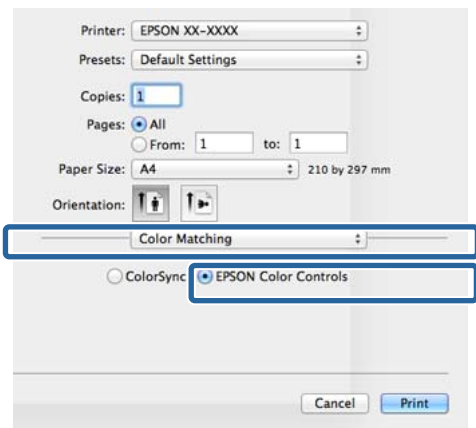 Printer: EPSON XX-XXXX
Presets: Default Settings
Copies: 1
Pages: All
From: 1 to: 1
Paper Size: A4 210 by 297 mm
Orientation:
Color Matching
ColorSync EPSON Color Controls
Cancel Print